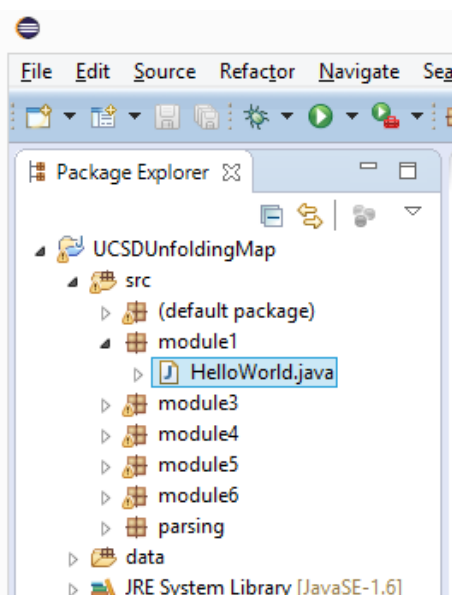 File Edit Source Refactor Navigate
Package Explorer
UCSDUnfoldingMap
src
(default package)
module1
HelloWorld.java
module3
module4
module5
module6
parsing
data
JRE System Library [JavaSE-1.6]